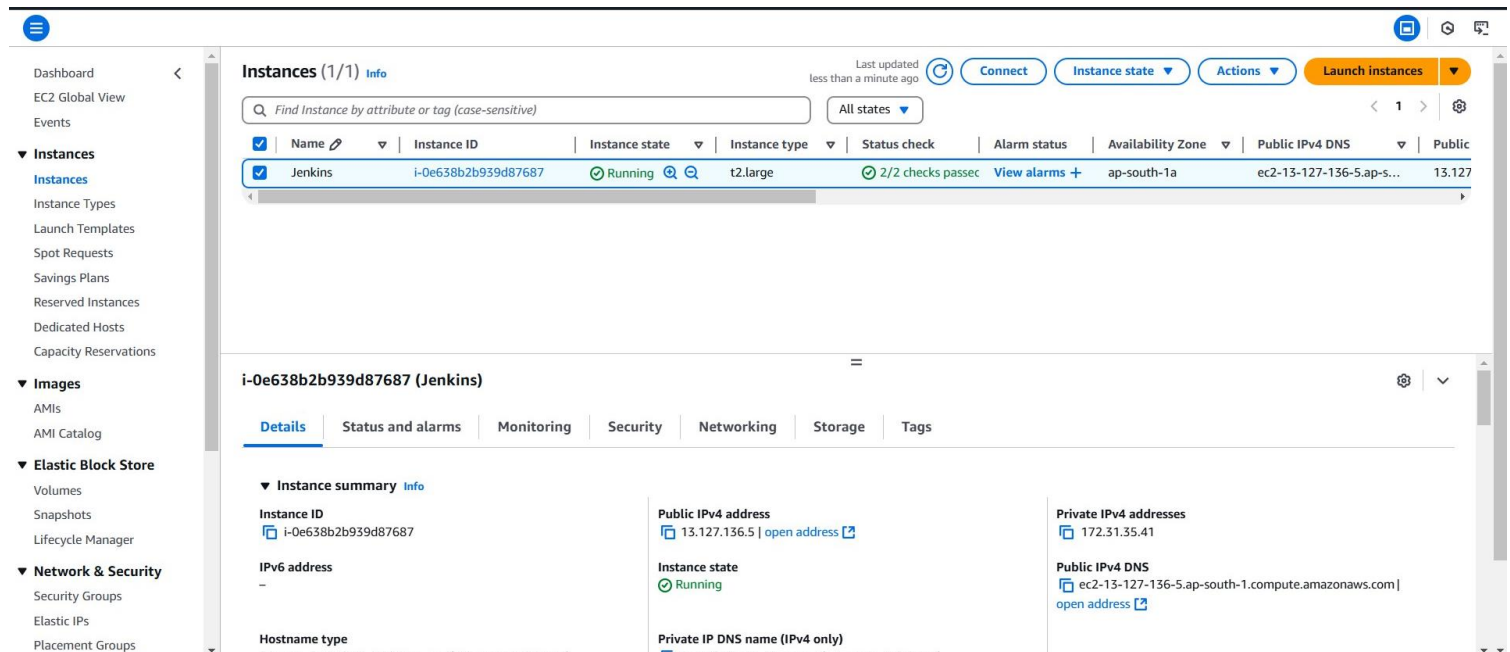 Dashboard
EC2 Global View
Events
Instances
Instances
Instance Types
Launch Templates
Spot Requests
Savings Plans
Reserved Instances
Dedicated Hosts
Capacity Reservations
Images
AMIs
AMI Catalog
Elastic Block Store
Volumes
Snapshots
Lifecycle Manager
Network & Security
Security Groups
Elastic IPs
Placement Groups
Instances (1/1) Info
Last updated
less than a minute ago
Connect
Instance state
Actions
Launch instances
Find Instance by attribute or tag (case-sensitive)
All states
1
Name Instance ID Instance state Instance type Status check Alarm status Availability Zone Public IPv4 DNS Public
Jenkins i-0e638b2b939d87687 Running t2.large 2/2 checks passec View alarms + ap-south-1a ec2-13-127-136-5.ap-s... 13.127
i-0e638b2b939d87687 (Jenkins)
Details Status and alarms Monitoring Security Networking Storage Tags
Instance summary Info
Instance ID
i-0e638b2b939d87687
Public IPv4 address
13.127.136.5 | open address
Private IPv4 addresses
172.31.35.41
IPv6 address
–
Instance state
Running
Public IPv4 DNS
ec2-13-127-136-5.ap-south-1.compute.amazonaws.com |
open address
Hostname type
Private IP DNS name (IPv4 only)